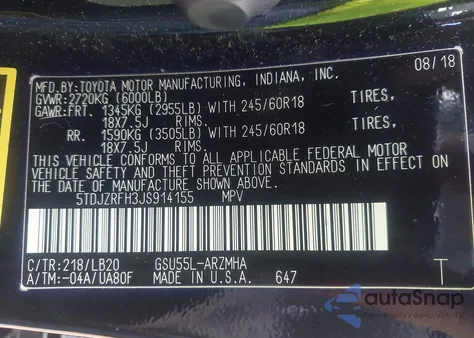 08/18
MFD.BY:TOYOTA MOTOR MANUFACTURING, INDIANA, INC.
GVWR:2720KG (6000LB)
GAWR:FRT. 1345KG (2955LB) WITH 245/60R18 TIRES,
18X7.5J RIMS.
RR. 1590KG (3505LB) WITH 245/60R18 TIRES,
18X7.5J RIMS.
THIS VEHICLE CONFORMS TO ALL APPLICABLE FEDERAL MOTOR
VEHICLE SAFETY AND THEFT PREVENTION STANDARDS IN EFFECT ON
THE DATE OF MANUFACTURE SHOWN ABOVE.
5TDJZRFH3JS914155 MPV
C/TR:218/LB20 GSU55L-ARZMHA T
A/TM:-04A/UA80F MADE IN U.S.A. 647
autoSnap